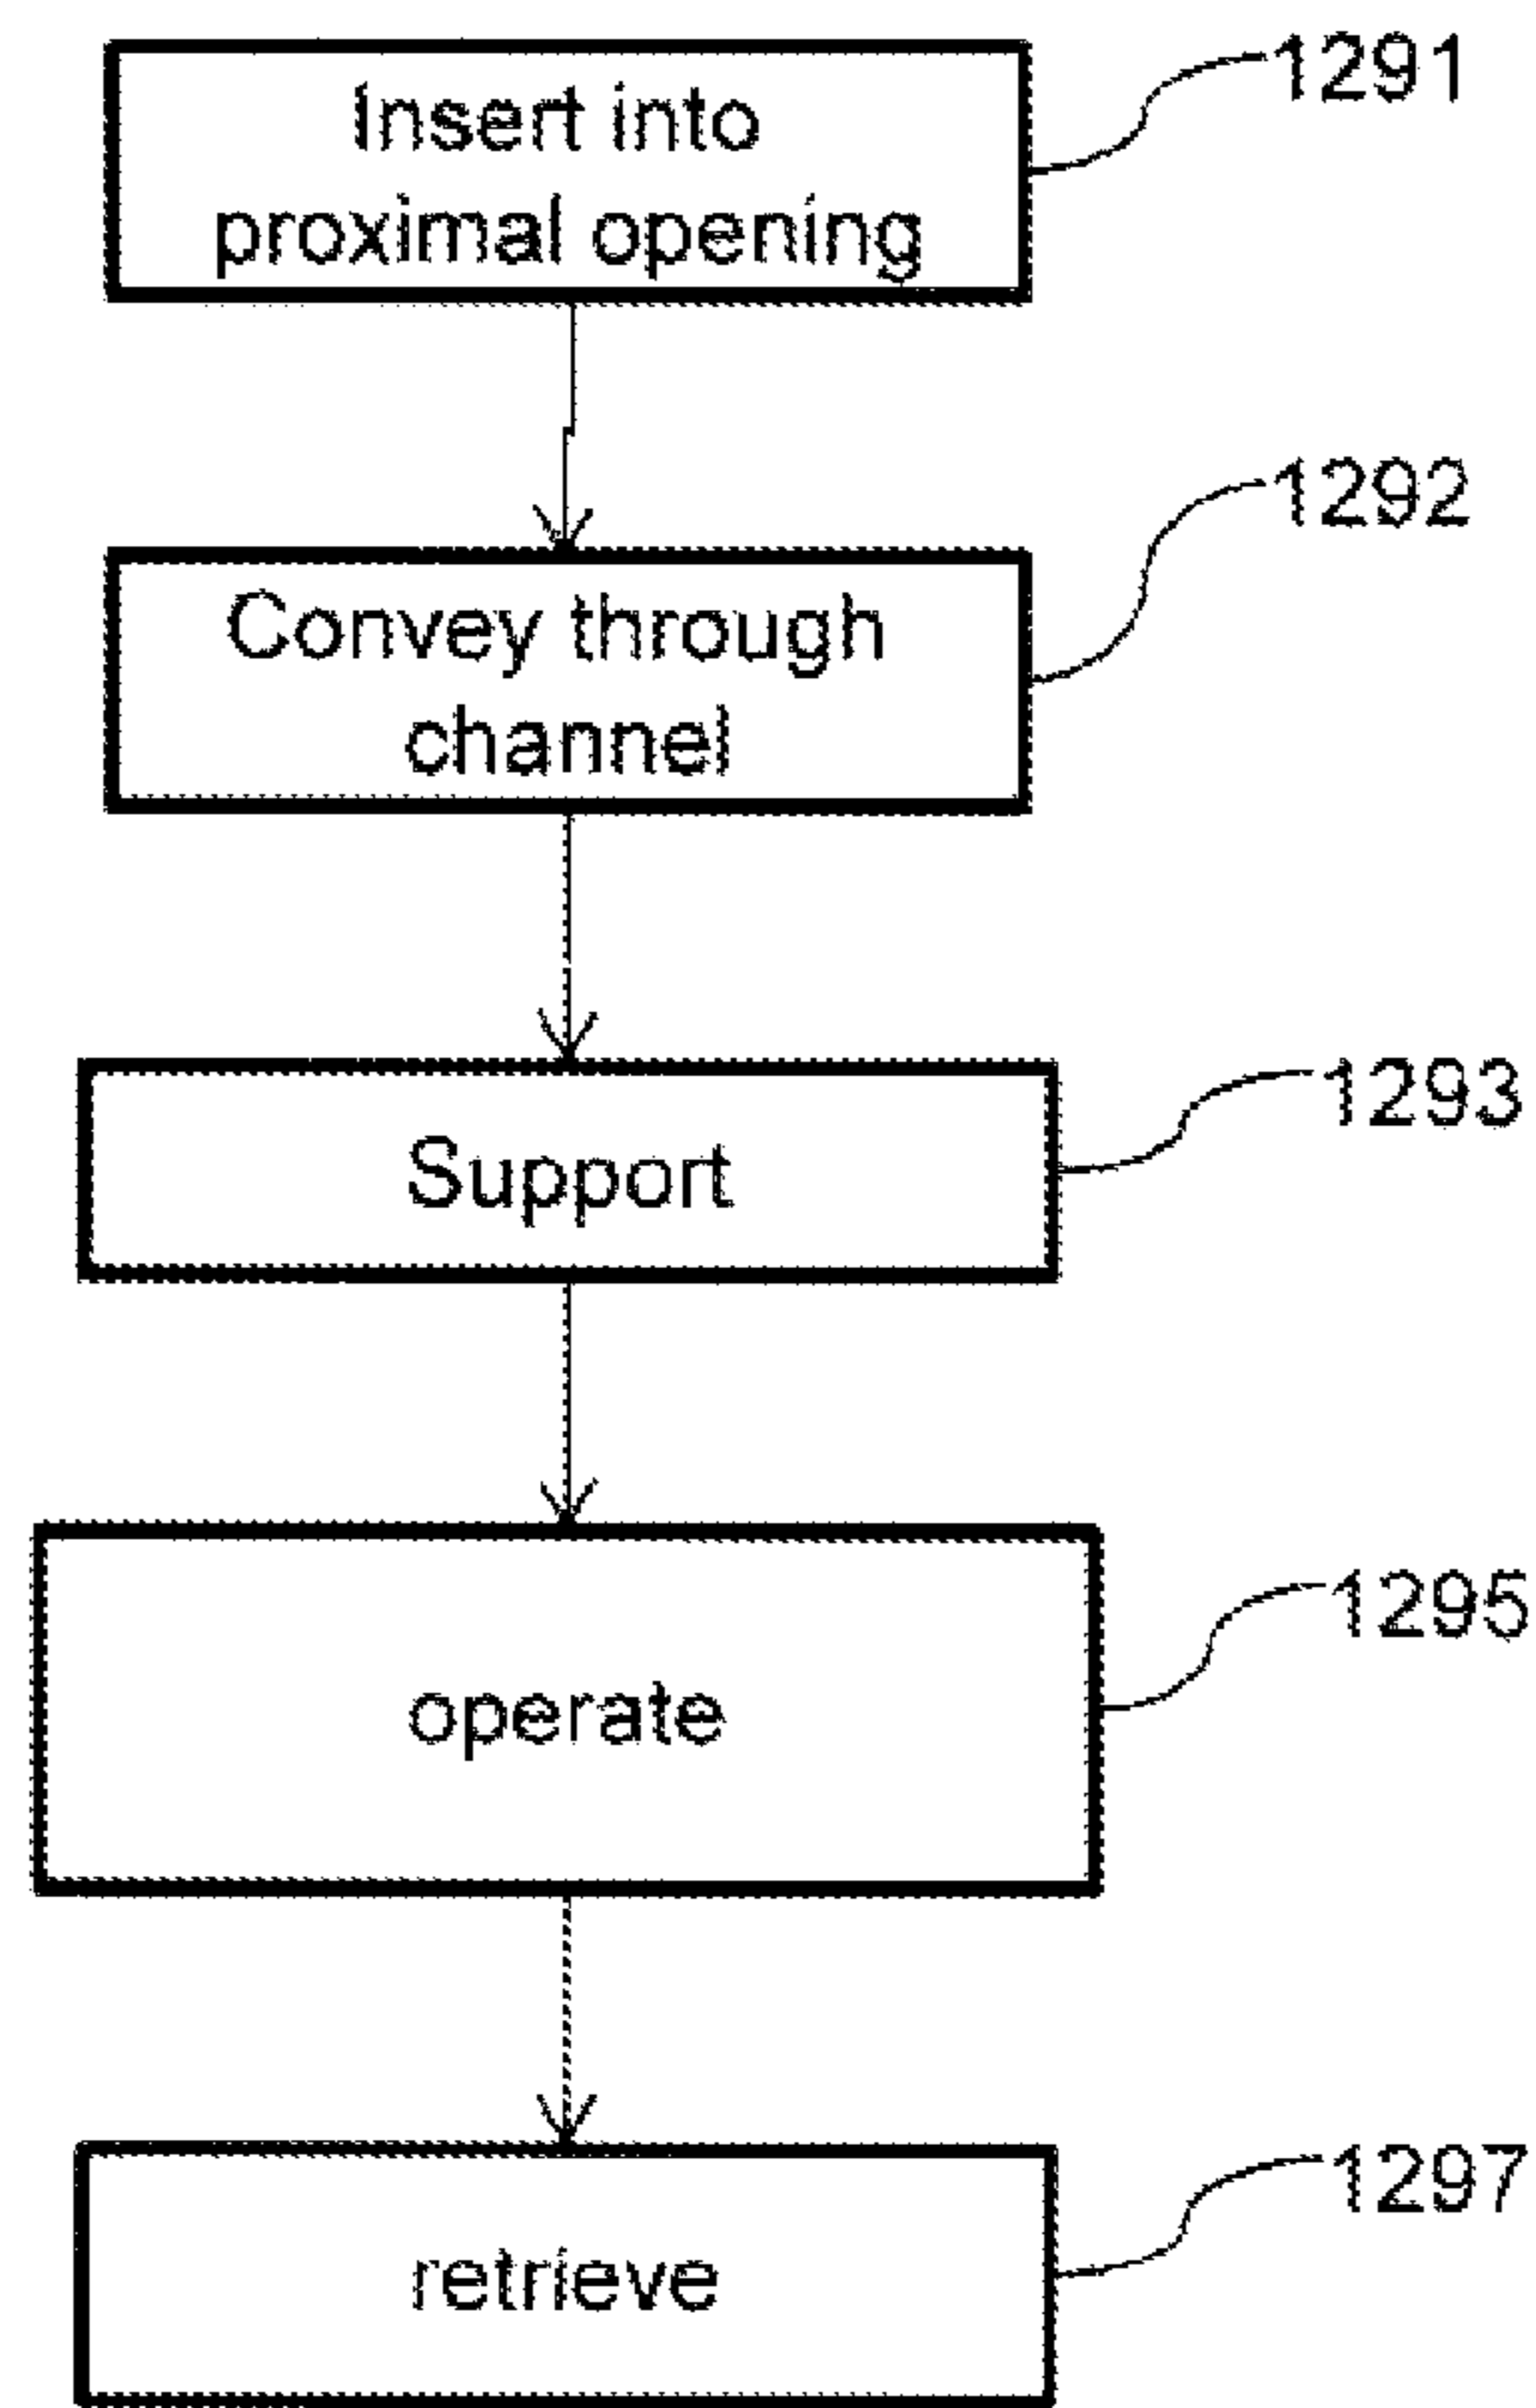 Insert into
proximal opening
1291
Convey through
channel
1292
Support
1293
operate
1295
retrieve
1297